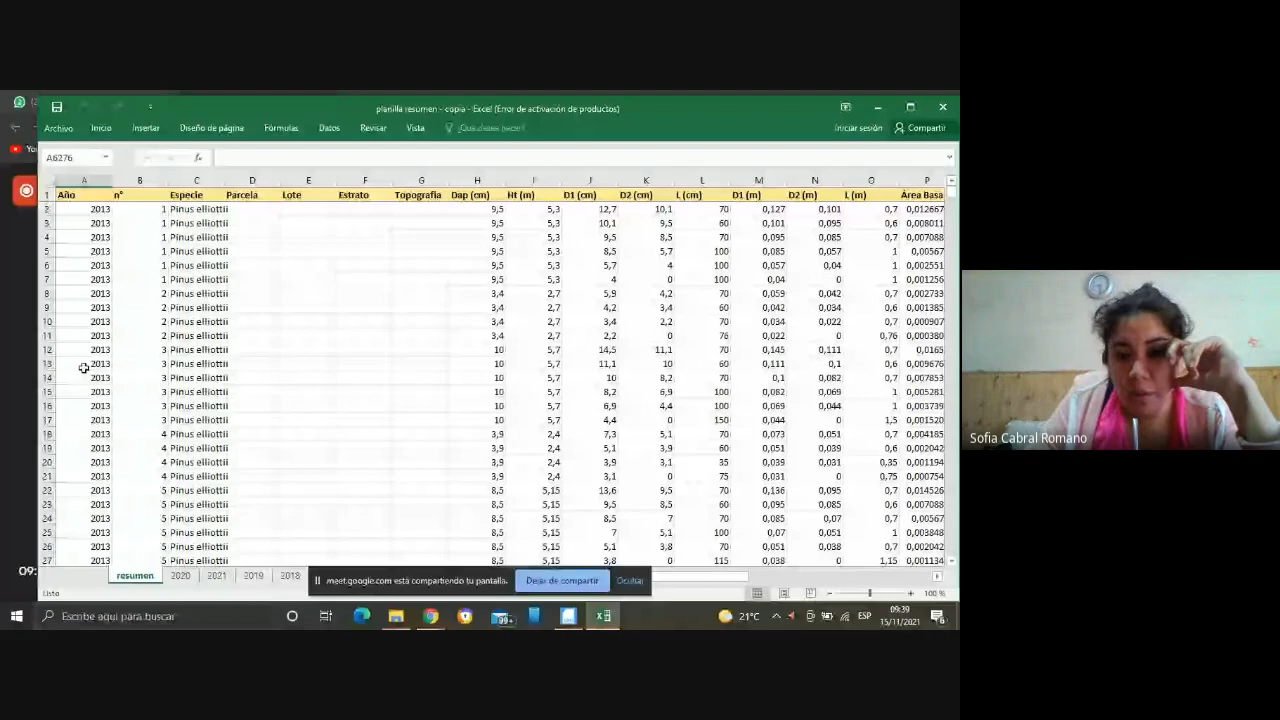 planilla resumen - copia - Excel (Error de activación de productos)
Archivo Inicio Insertar Diseño de página Fórmulas Datos Revisar Vista ¿Qué desea hacer? Iniciar sesión Compartir
A6276 fx
A B C D E F G H I J K L M N O P
1 Año n° Especie Parcela Lote Estrato Topografia Dap (cm) Ht (m) D1 (cm) D2 (cm) L (cm) D1 (m) D2 (m) L (m) Área Basa
2 2013 1 Pinus elliottii 9,5 5,3 12,7 10,1 70 0,127 0,101 0,7 0,012667
3 2013 1 Pinus elliottii 9,5 5,3 10,1 9,5 60 0,101 0,095 0,6 0,008011
4 2013 1 Pinus elliottii 9,5 5,3 9,5 8,5 70 0,095 0,085 0,7 0,007088
5 2013 1 Pinus elliottii 9,5 5,3 8,5 5,7 100 0,085 0,057 1 0,00567
6 2013 1 Pinus elliottii 9,5 5,3 5,7 4 100 0,057 0,04 1 0,002551
7 2013 1 Pinus elliottii 9,5 5,3 4 0 100 0,04 0 1 0,001256
8 2013 2 Pinus elliottii 3,4 2,7 5,9 4,2 70 0,059 0,042 0,7 0,002733
9 2013 2 Pinus elliottii 3,4 2,7 4,2 3,4 60 0,042 0,034 0,6 0,001385
10 2013 2 Pinus elliottii 3,4 2,7 3,4 2,2 70 0,034 0,022 0,7 0,000907
11 2013 2 Pinus elliottii 3,4 2,7 2,2 0 76 0,022 0 0,76 0,000380
12 2013 3 Pinus elliottii 10 5,7 14,5 11,1 70 0,145 0,111 0,7 0,0165
13 2013 3 Pinus elliottii 10 5,7 11,1 10 60 0,111 0,1 0,6 0,009676
14 2013 3 Pinus elliottii 10 5,7 10 8,2 70 0,1 0,082 0,7 0,007853
15 2013 3 Pinus elliottii 10 5,7 8,2 6,9 100 0,082 0,069 1 0,005281
16 2013 3 Pinus elliottii 10 5,7 6,9 4,4 100 0,069 0,044 1 0,003739
17 2013 3 Pinus elliottii 10 5,7 4,4 0 150 0,044 0 1,5 0,001520
18 2013 4 Pinus elliottii 3,9 2,4 7,3 5,1 70 0,073 0,051 0,7 0,004185
19 2013 4 Pinus elliottii 3,9 2,4 5,1 3,9 60 0,051 0,039 0,6 0,002042
20 2013 4 Pinus elliottii 3,9 2,4 3,9 3,1 35 0,039 0,031 0,35 0,001194
21 2013 4 Pinus elliottii 3,9 2,4 3,1 0 75 0,031 0 0,75 0,000754
22 2013 5 Pinus elliottii 8,5 5,15 13,6 9,5 70 0,136 0,095 0,7 0,014526
23 2013 5 Pinus elliottii 8,5 5,15 9,5 8,5 60 0,095 0,085 0,6 0,007088
24 2013 5 Pinus elliottii 8,5 5,15 8,5 7 70 0,085 0,07 0,7 0,00567
25 2013 5 Pinus elliottii 8,5 5,15 7 5,1 100 0,07 0,051 1 0,003848
26 2013 5 Pinus elliottii 8,5 5,15 5,1 3,8 70 0,051 0,038 0,7 0,002042
27 2013 5 Pinus elliottii 8,5 5,15 3,8 0 115 0,038 0 1,15 0,001134
resumen 2020 2021 2019 2018
meet.google.com está compartiendo tu pantalla. Dejar de compartir Ocultar
Listo 100 %
09:
Escribe aquí para buscar 99+ 21°C ESP
09:39
15/11/2021
Sofia Cabral Romano